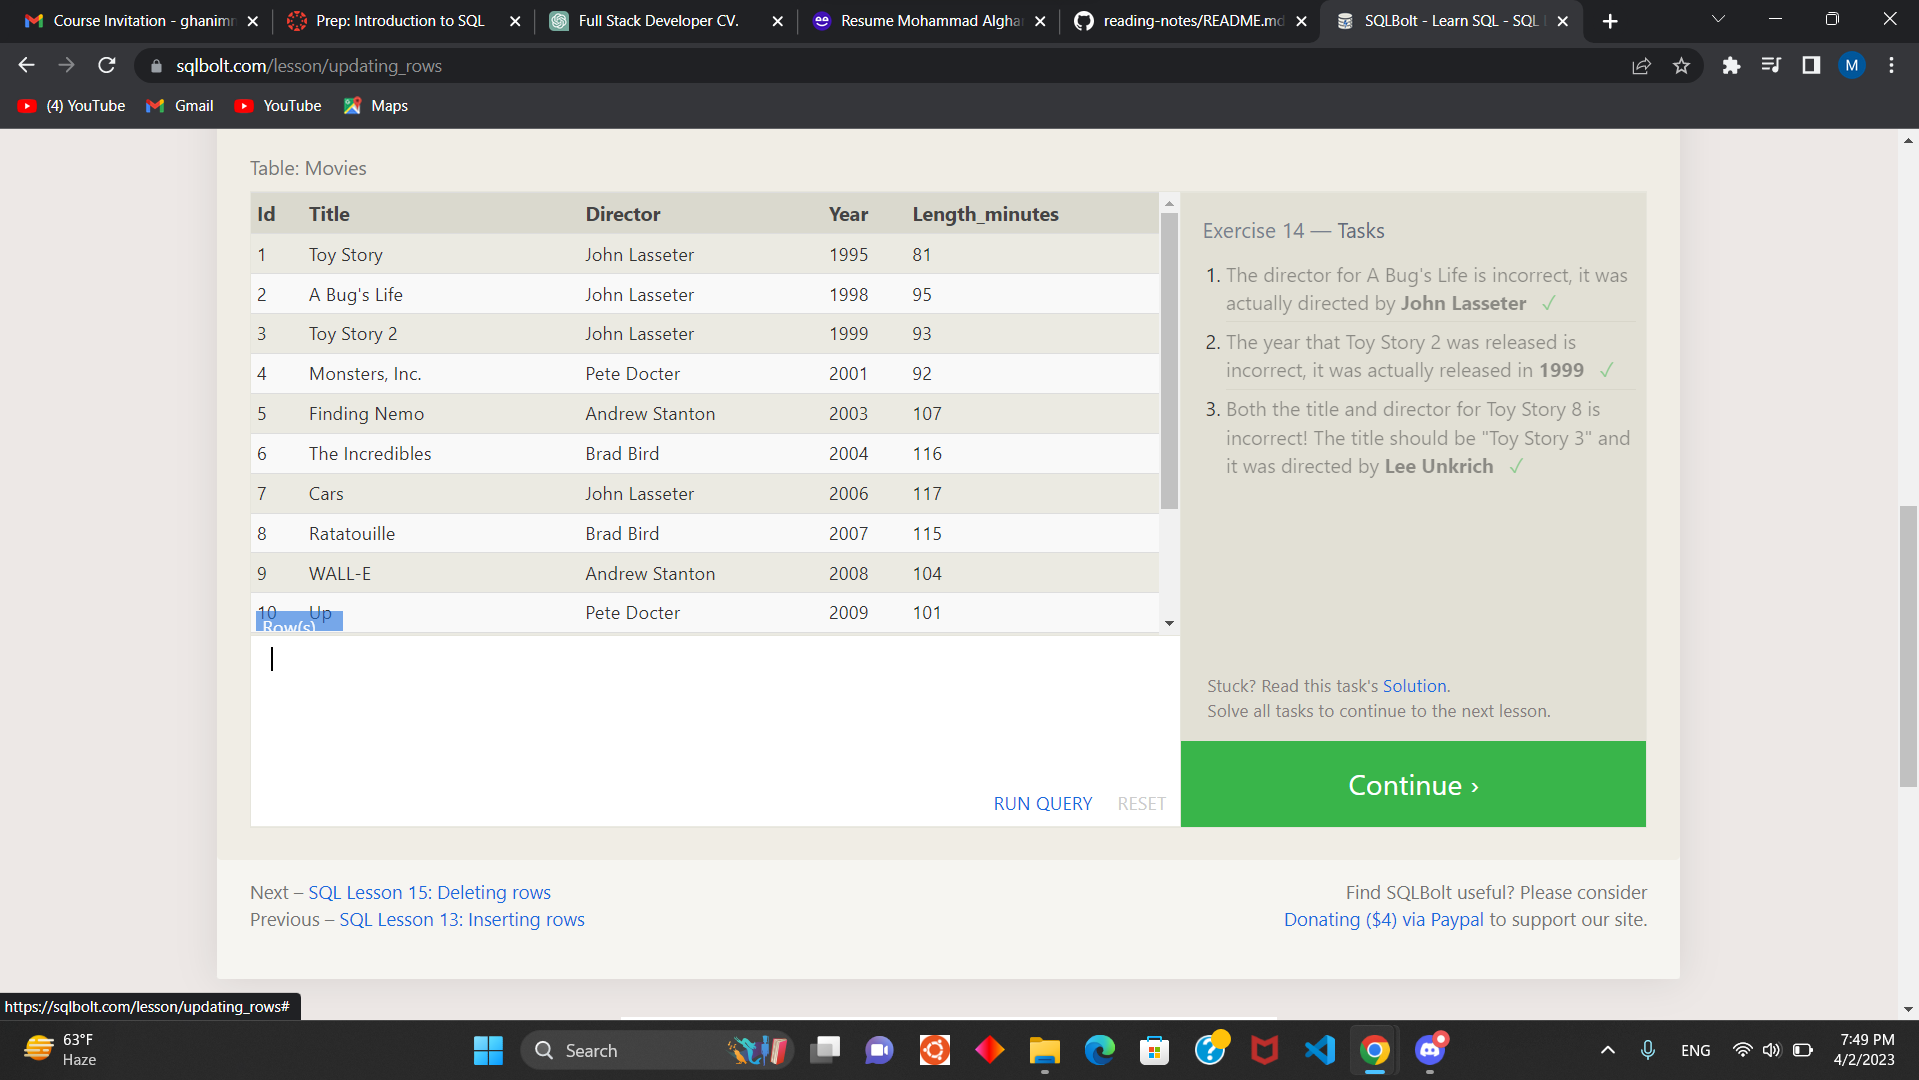 Course Invitation - ghanimm
Prep: Introduction to SQL
Full Stack Developer CV.
Resume Mohammad Algha
reading-notes/README.md
SQLBolt - Learn SQL - SQL
sqlbolt.com/lesson/updating_rows
M
(4) YouTube
Gmail
YouTube
Maps
Table: Movies
Id Title Director Year Length_minutes
1 Toy Story John Lasseter 1995 81
2 A Bug's Life John Lasseter 1998 95
3 Toy Story 2 John Lasseter 1999 93
4 Monsters, Inc. Pete Docter 2001 92
5 Finding Nemo Andrew Stanton 2003 107
6 The Incredibles Brad Bird 2004 116
7 Cars John Lasseter 2006 117
8 Ratatouille Brad Bird 2007 115
9 WALL-E Andrew Stanton 2008 104
10 Up Pete Docter 2009 101
Row(s)
RUN QUERY RESET
Exercise 14 — Tasks
1. The director for A Bug's Life is incorrect, it was
actually directed by John Lasseter ✓
2. The year that Toy Story 2 was released is
incorrect, it was actually released in 1999 ✓
3. Both the title and director for Toy Story 8 is
incorrect! The title should be "Toy Story 3" and
it was directed by Lee Unkrich ✓
Stuck? Read this task's Solution.
Solve all tasks to continue to the next lesson.
Continue ›
Next – SQL Lesson 15: Deleting rows
Previous – SQL Lesson 13: Inserting rows
Find SQLBolt useful? Please consider
Donating ($4) via Paypal to support our site.
https://sqlbolt.com/lesson/updating_rows#
63°F
Haze
Search
ENG
7:49 PM
4/2/2023